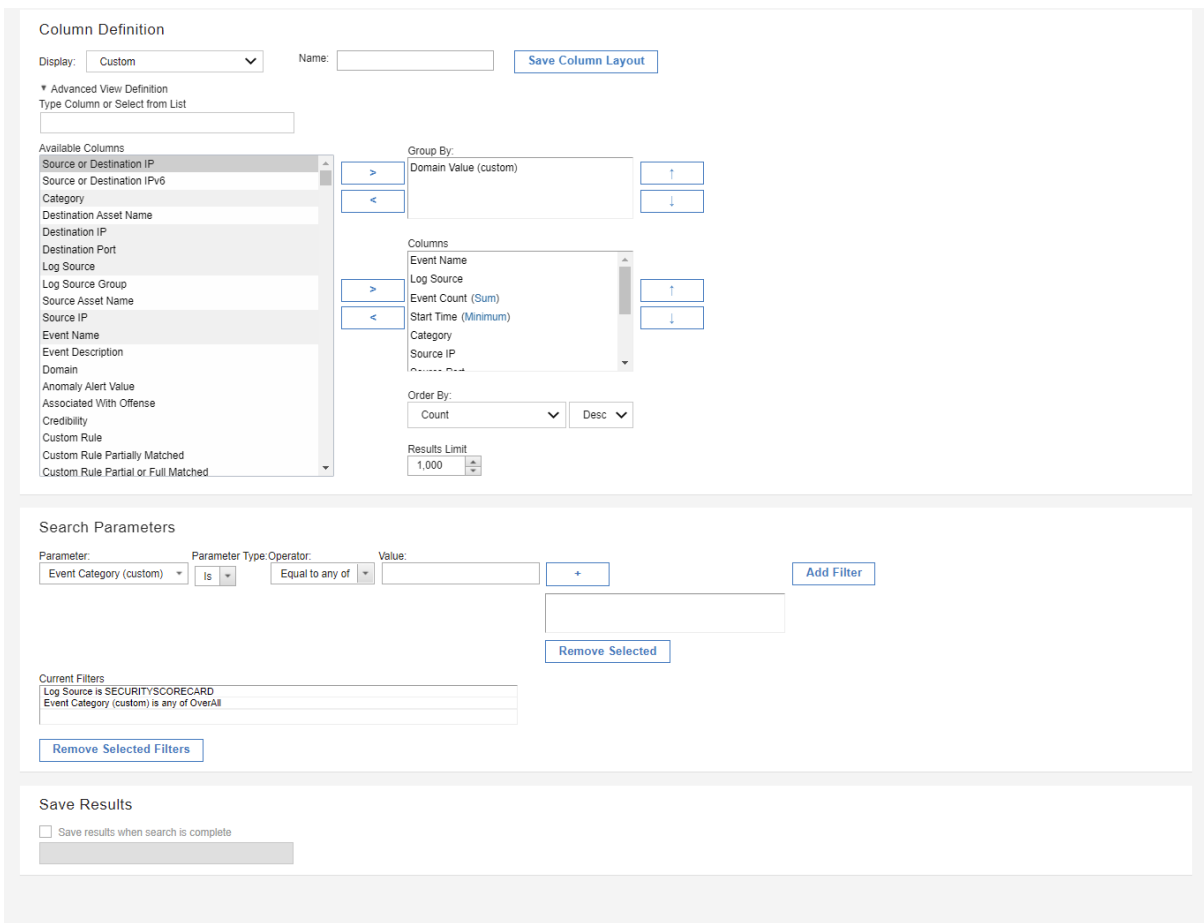 Column Definition
Display: Custom Name: Save Column Layout
Advanced View Definition
Type Column or Select from List
Available Columns
Source or Destination IP
Source or Destination IPv6
Category
Destination Asset Name
Destination IP
Destination Port
Log Source
Log Source Group
Source Asset Name
Source IP
Event Name
Event Description
Domain
Anomaly Alert Value
Associated With Offense
Credibility
Custom Rule
Custom Rule Partially Matched
Custom Rule Partial or Full Matched
>
<
>
<
Group By:
Domain Value (custom)
↑
↓
Columns
Event Name
Log Source
Event Count (Sum)
Start Time (Minimum)
Category
Source IP
Source Port
↑
↓
Order By:
Count Desc
Results Limit
1,000
Search Parameters
Parameter: Parameter Type: Operator: Value:
Event Category (custom) Is Equal to any of + Add Filter
Remove Selected
Current Filters
Log Source is SECURITYSCORECARD
Event Category (custom) is any of OverAll
Remove Selected Filters
Save Results
Save results when search is complete